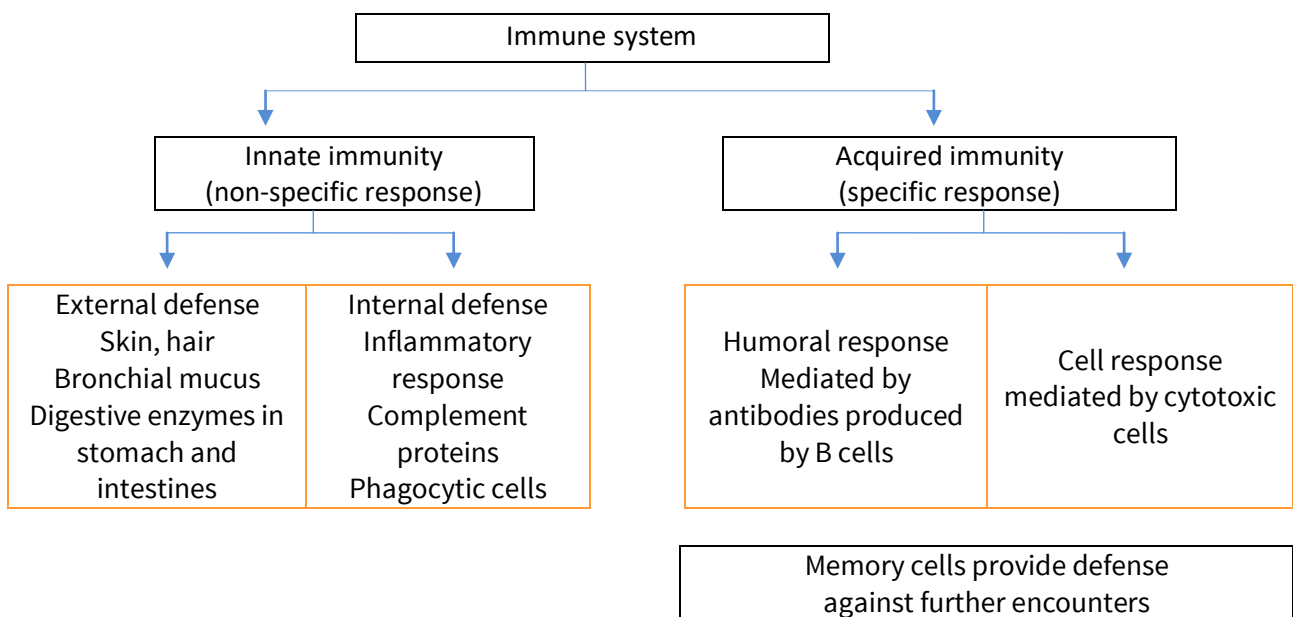 Immune system
Innate immunity
(non-specific response)
Acquired immunity
(specific response)
External defense
Skin, hair
Bronchial mucus
Digestive enzymes in
stomach and
intestines
Internal defense
Inflammatory
response
Complement
proteins
Phagocytic cells
Humoral response
Mediated by
antibodies produced
by B cells
Cell response
mediated by cytotoxic
cells
Memory cells provide defense
against further encounters